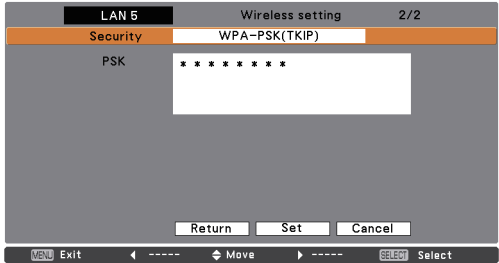 LAN 5 Wireless setting 2/2
Security WPA-PSK(TKIP)
PSK * * * * * * * *
Return Set Cancel
MENU Exit ◀ ----- ◆ Move ▶ ----- SELECT Select